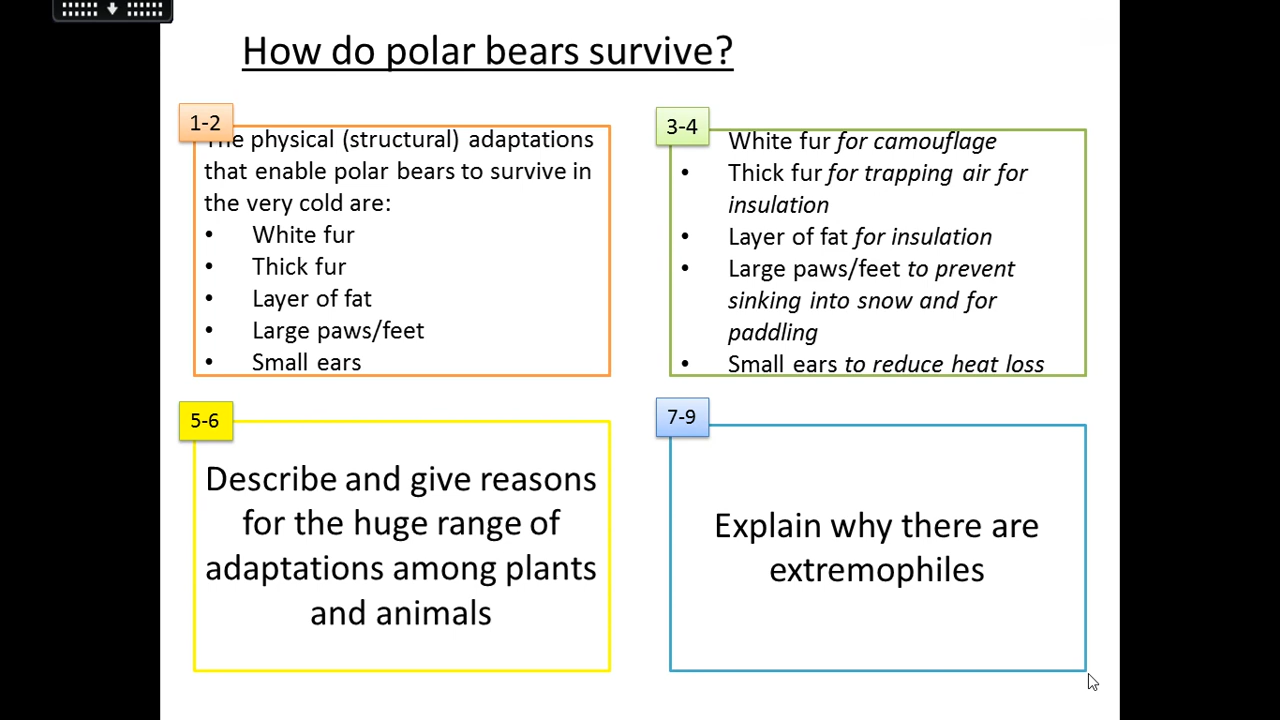 How do polar bears survive?
1-2
The physical (structural) adaptations
that enable polar bears to survive in
the very cold are:
• White fur
• Thick fur
• Layer of fat
• Large paws/feet
• Small ears
3-4
White fur for camouflage
• Thick fur for trapping air for
insulation
• Layer of fat for insulation
• Large paws/feet to prevent
sinking into snow and for
paddling
• Small ears to reduce heat loss
5-6
Describe and give reasons
for the huge range of
adaptations among plants
and animals
7-9
Explain why there are
extremophiles